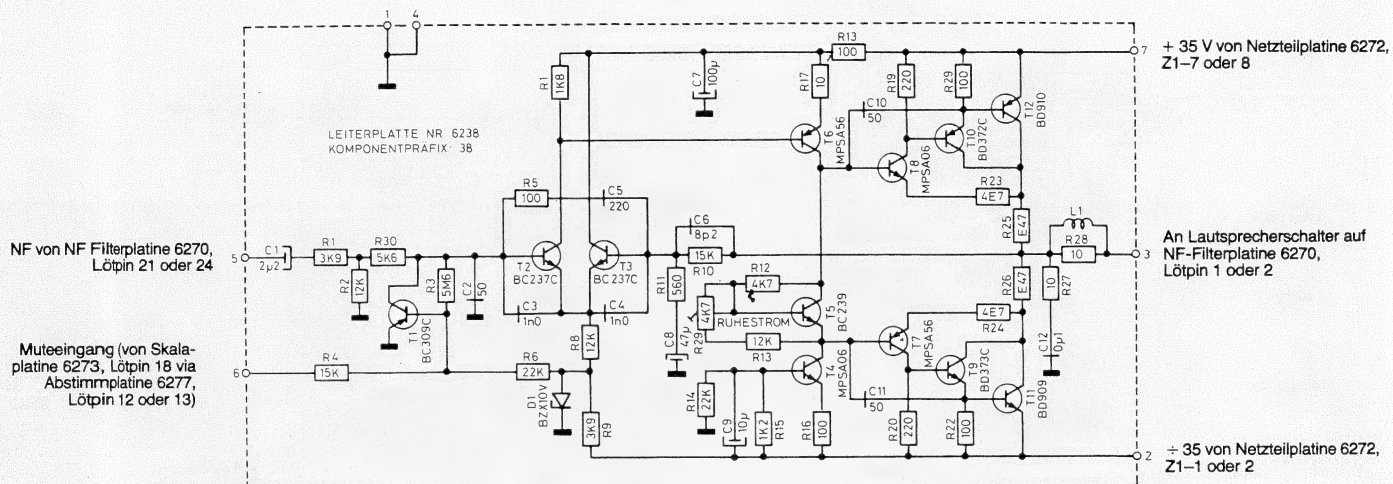 1 4
LEITERPLATTE NR 6238
KOMPONENTPRÄFIX: 38
NF von NF Filterplatine 6270,
Lötpin 21 oder 24
5
C1
2µ2
R1
3K9
R2
12K
R30
5K6
T1
BC309C
R3
5M6
C2
50
Muteeingang (von Skala-
platine 6273, Lötpin 18 via
Abstimmplatine 6277,
Lötpin 12 oder 13)
6
R4
15K
R1
1K8
R5
100
C5
220
T2
BC237C
T3
BC237C
C3
1n0
C4
1n0
R8
12K
R6
22K
D1
BZX10V
R9
3K9
C7
100µ
C6
8p2
R10
15K
R11
560
C8
47µ
R12
4K7
R29
4K7
RUHESTROM
R13
12K
R14
22K
C9
10µ
R15
1K2
R16
100
T5
BC239
T4
MPSA06
R17
10
R13
100
T6
MPSA56
C10
50
R19
220
R29
100
T8
MPSA06
T10
BD372C
T12
BD910
R23
4E7
R25
E47
R26
E47
R24
4E7
T7
MPSA56
T9
BD373C
T11
BD909
C11
50
R20
220
R22
100
L1
R28
10
R27
10
C12
0µ1
7
+ 35 V von Netzteilplatine 6272,
Z1–7 oder 8
3
An Lautsprecherschalter auf
NF-Filterplatine 6270,
Lötpin 1 oder 2
2
÷ 35 von Netzteilplatine 6272,
Z1–1 oder 2